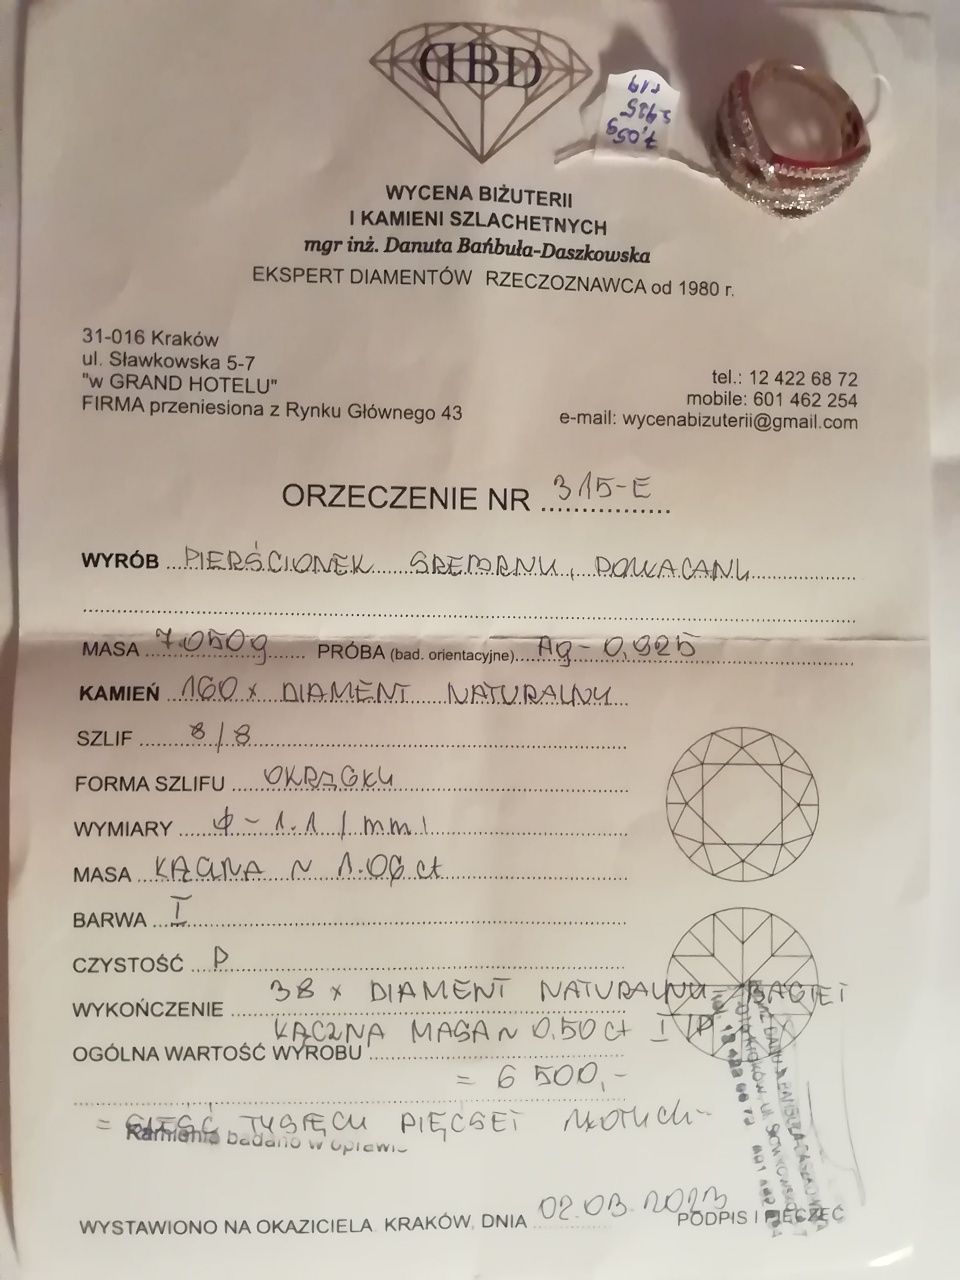 DBD
7,05g
s 925
r 19
WYCENA BIŻUTERII
I KAMIENI SZLACHETNYCH
mgr inż. Danuta Bańbuła-Daszkowska
EKSPERT DIAMENTÓW RZECZOZNAWCA od 1980 r.
31-016 Kraków
ul. Sławkowska 5-7
"w GRAND HOTELU"
FIRMA przeniesiona z Rynku Głównego 43
tel.: 12 422 68 72
mobile: 601 462 254
e-mail: wycenabizuterii@gmail.com
ORZECZENIE NR 315-E
WYRÓB PIERŚCIONEK SREBRNY, POZŁACANY
MASA 7.050g PRÓBA (bad. orientacyjne) Ag - 0,925
KAMIEŃ 160 x DIAMENT NATURALNY
SZLIF 8/8
FORMA SZLIFU OKRĄGŁY
WYMIARY ϕ ~ 1.1 /mm/
MASA ŁĄCZNA ~ 1.06 ct
BARWA I
CZYSTOŚĆ P
WYKOŃCZENIE 38 x DIAMENT NATURALNY - BAGIET
ŁĄCZNA MASA ~ 0,50 ct I/P
OGÓLNA WARTOŚĆ WYROBU
= 6 500,-
= SZEŚĆ TYSIĘCY PIĘĆSET ZŁOTYCH -
Kamienie badano w oprawie
WYSTAWIONO NA OKAZICIELA KRAKÓW, DNIA 02.03.2023
PODPIS I PIECZĘĆ